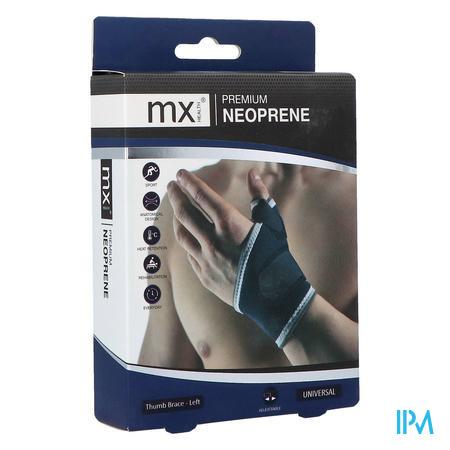 mx
HEALTH
®
PREMIUM
NEOPRENE
SPORT
ANATOMICAL
DESIGN
HEAT RETENTION
REHABILITATION
EVERYDAY
mx
PREMIUM
NEOPRENE
Thumb Brace - Left
ADJUSTABLE
UNIVERSAL
IPM